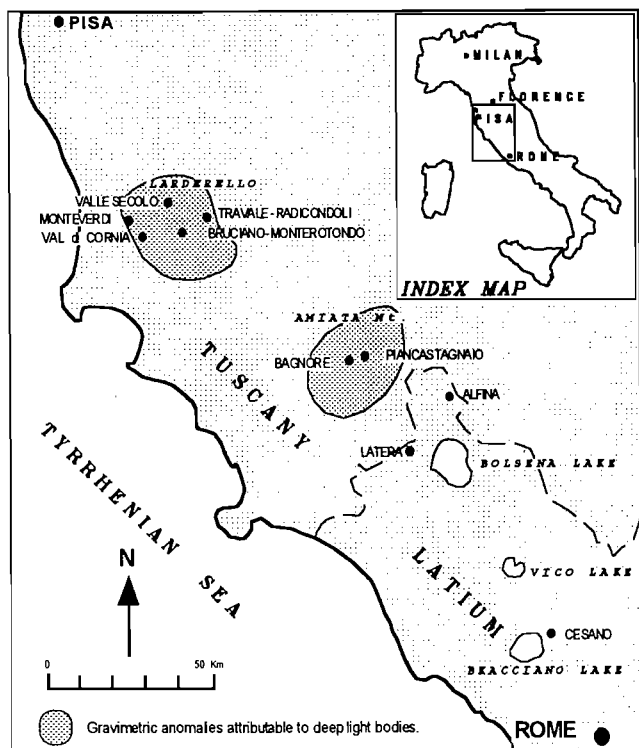 PISA
MILAN
FLORENCE
PISA
ROME
INDEX MAP
LARDERELLO
VALLE SECOLO
MONTEVERDI
TRAVALE-RADICONDOLI
VAL di CORNIA
BRUCIANO-MONTEROTONDO
AMIATA Mt.
BAGNORE
PIANCASTAGNAIO
TUSCANY
ALFINA
LATERA
BOLSENA LAKE
TYRRHENIAN SEA
LATIUM
VICO LAKE
N
CESANO
BRACCIANO LAKE
0 50 Km
Gravimetric anomalies attributable to deep light bodies.
ROME